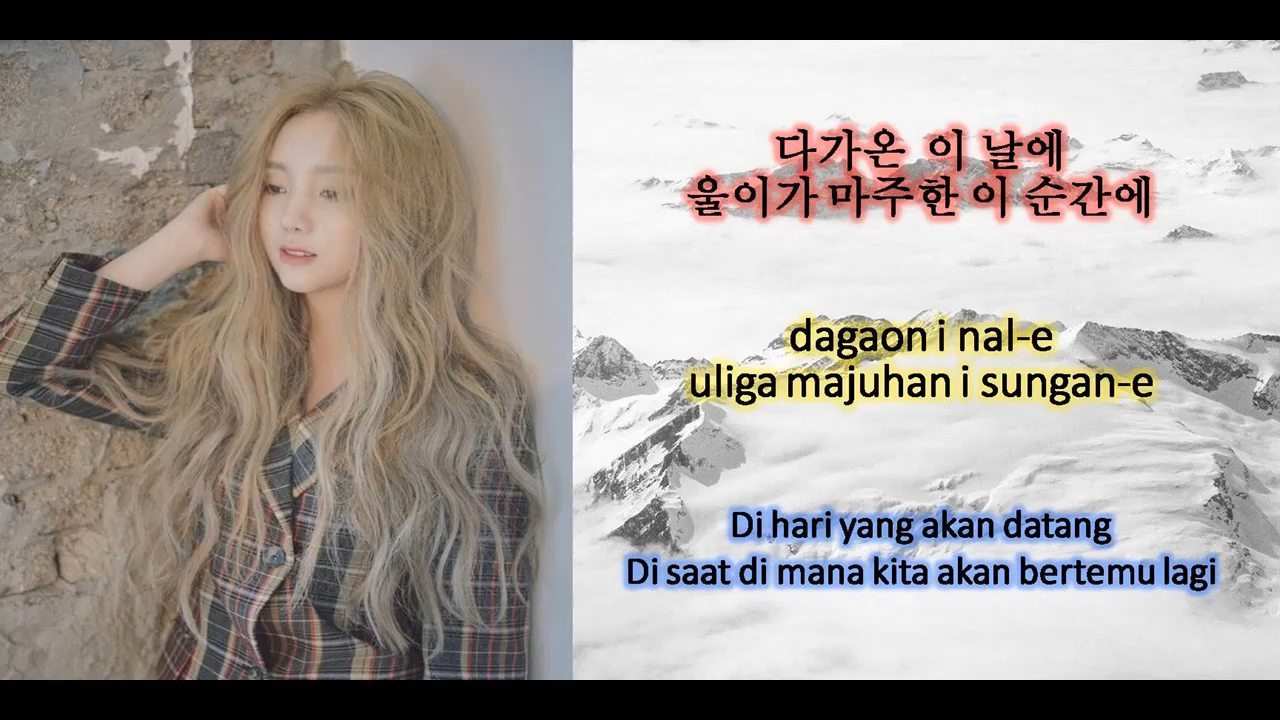 다가온 이 날에
울이가 마주한 이 순간에
dagaon i nal-e
uliga majuhan i sungan-e
Di hari yang akan datang
Di saat di mana kita akan bertemu lagi